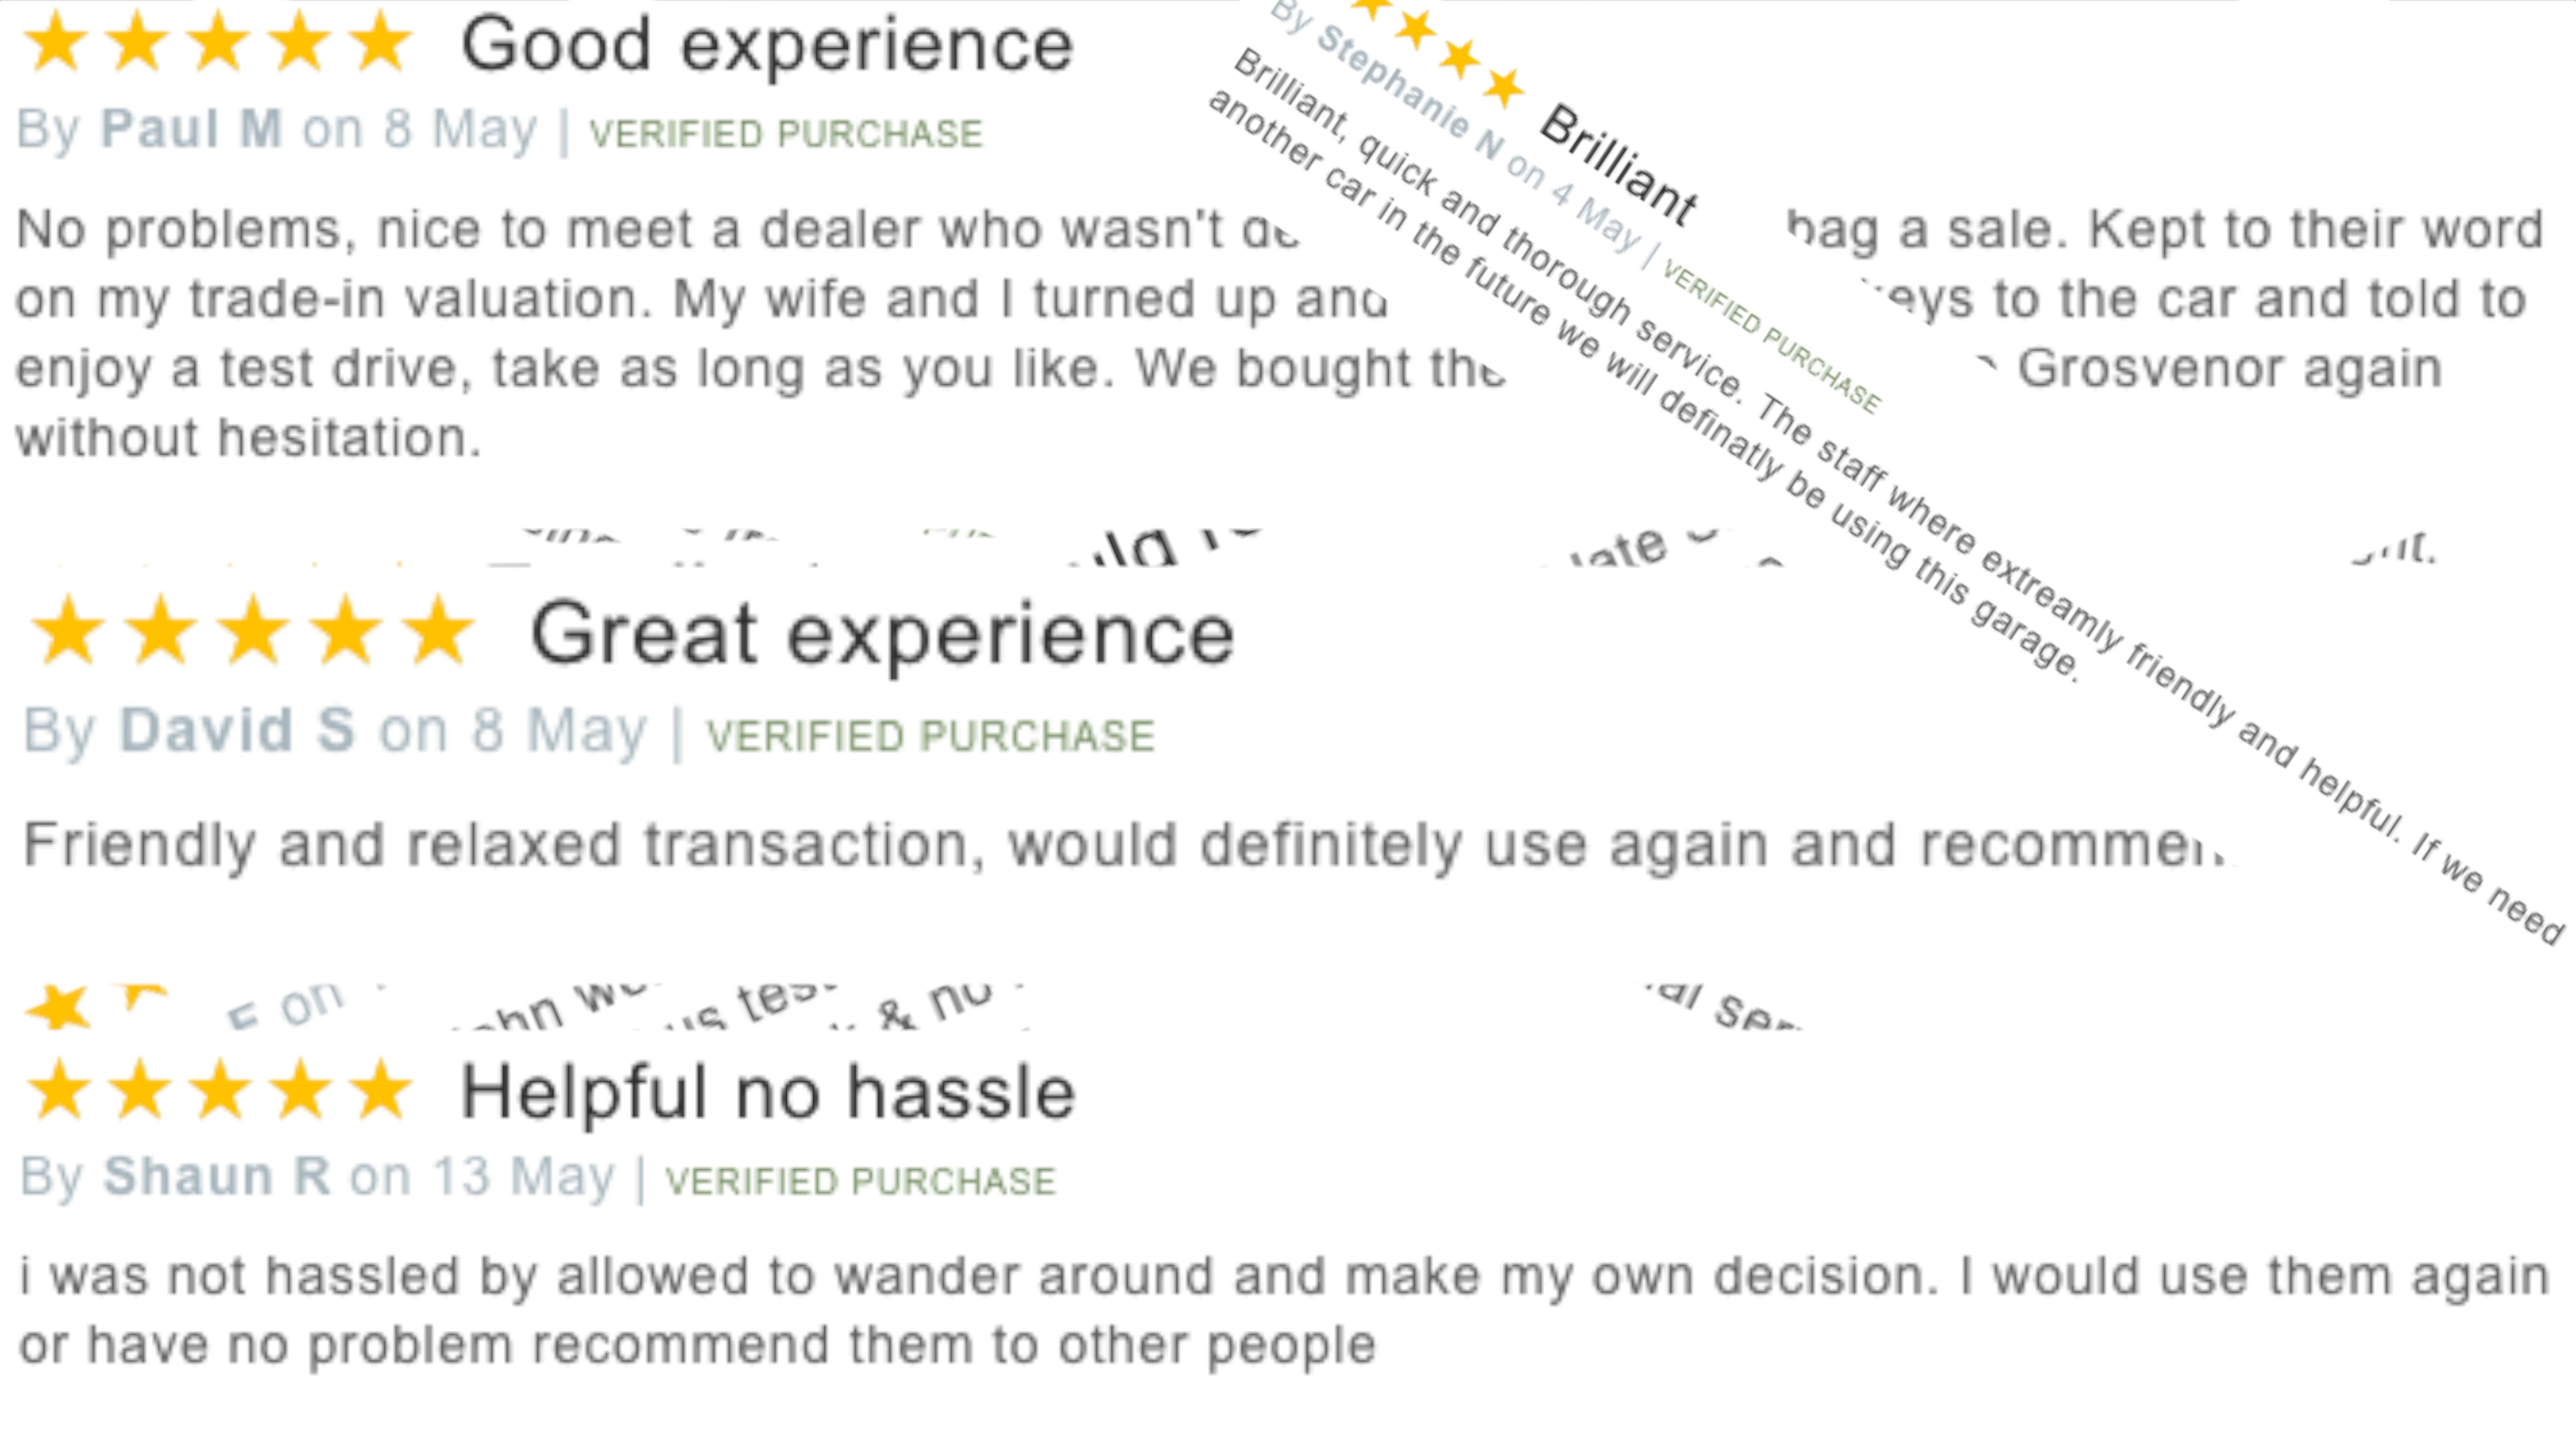 Good experience
By Paul M on 8 May | VERIFIED PURCHASE
No problems, nice to meet a dealer who wasn't
bag a sale. Kept to their word
on my trade-in valuation. My wife and I turned up and
to the car and told to
enjoy a test drive, take as long as you like. We bought the
Grosvenor again
without hesitation.
Brilliant
By Stephanie N on 4 May | VERIFIED PURCHASE
Brilliant, quick and thorough service. The staff where extreamly friendly and helpful. If we need
another car in the future we will definatly be using this garage.
Great experience
By David S on 8 May | VERIFIED PURCHASE
Friendly and relaxed transaction, would definitely use again and
on
& no
Helpful no hassle
By Shaun R on 13 May | VERIFIED PURCHASE
i was not hassled by allowed to wander around and make my own decision. I would use them again
or have no problem recommend them to other people